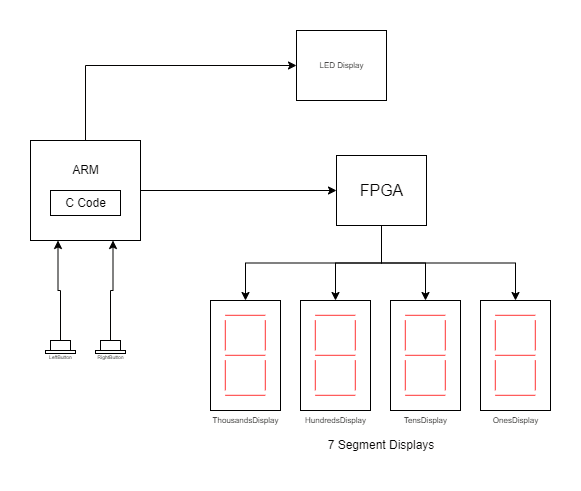 LED Display
ARM
C Code
FPGA
LeftButton
RightButton
ThousandsDisplay
HundredsDisplay
TensDisplay
OnesDisplay
7 Segment Displays